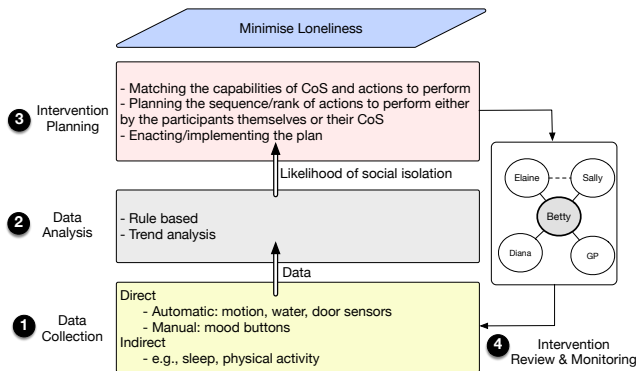 Minimise Loneliness
3
Intervention
Planning
- Matching the capabilities of CoS and actions to perform
- Planning the sequence/rank of actions to perform either
by the participants themselves or their CoS
- Enacting/implementing the plan
Likelihood of social isolation
2
Data
Analysis
- Rule based
- Trend analysis
Data
1
Data
Collection
Direct
- Automatic: motion, water, door sensors
- Manual: mood buttons
Indirect
- e.g., sleep, physical activity
Elaine
Sally
Betty
Diana
GP
4
Intervention
Review & Monitoring